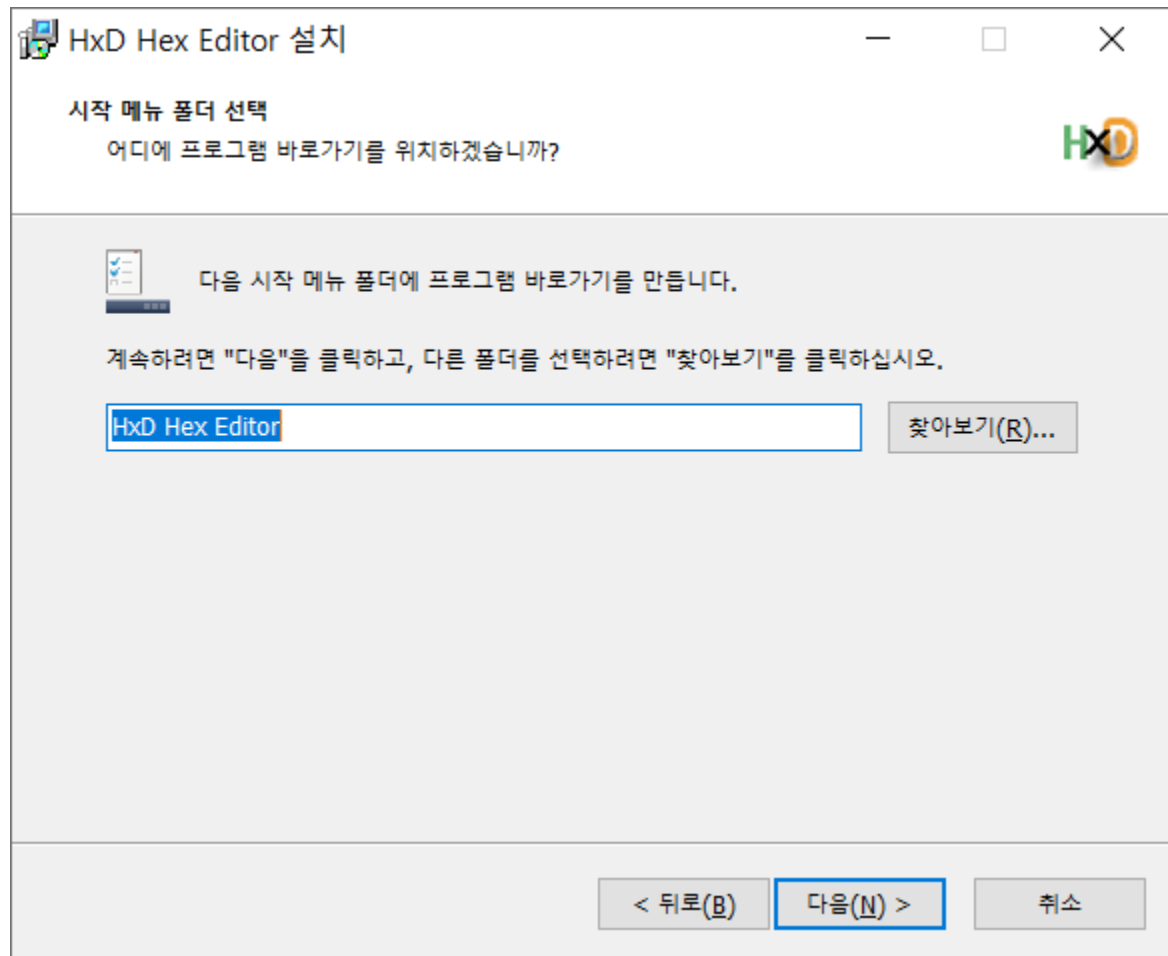 HxD Hex Editor 설치
시작 메뉴 폴더 선택
어디에 프로그램 바로가기를 위치하겠습니까?
HxD
다음 시작 메뉴 폴더에 프로그램 바로가기를 만듭니다.
계속하려면 "다음"을 클릭하고, 다른 폴더를 선택하려면 "찾아보기"를 클릭하십시오.
HxD Hex Editor
찾아보기(R)...
< 뒤로(B)
다음(N) >
취소